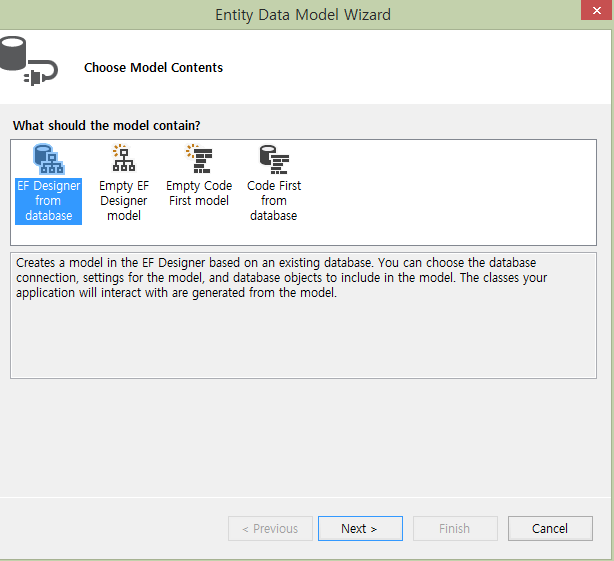 Entity Data Model Wizard
Choose Model Contents
What should the model contain?
EF Designer
from
database
Empty EF
Designer
model
Empty Code
First model
Code First
from
database
Creates a model in the EF Designer based on an existing database. You can choose the database
connection, settings for the model, and database objects to include in the model. The classes your
application will interact with are generated from the model.
< Previous
Next >
Finish
Cancel